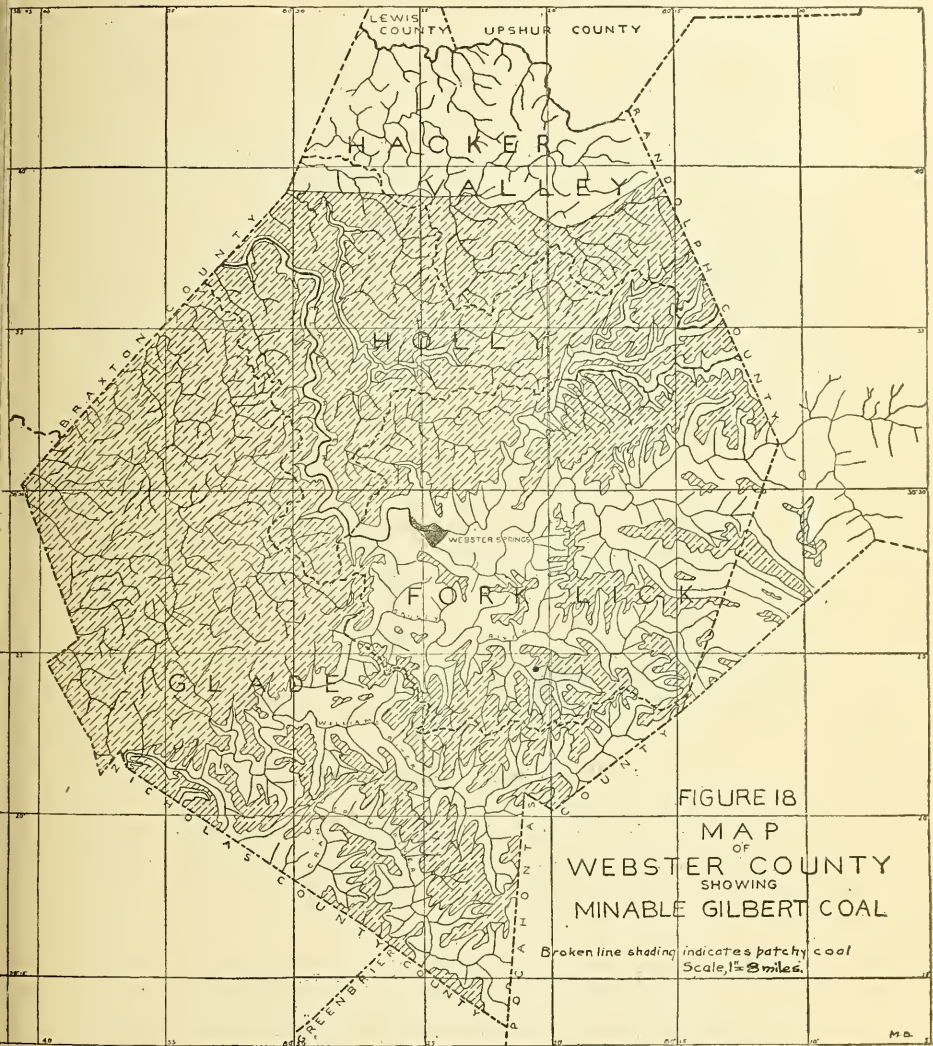 LEWIS
COUNTY
UPSHUR COUNTY
HACKER
VALLEY
RANDOLPH COUNTY
BRAXTON COUNTY
HOLLY
WEBSTER SPRINGS
FORK LICK
RIVER
GLADE
WILLIAMS
NICHOLAS COUNTY
GREENBRIER COUNTY
POCAHONTAS COUNTY
FIGURE 18
MAP
OF
WEBSTER COUNTY
SHOWING
MINABLE GILBERT COAL
Broken line shading indicates patchy coal
Scale, 1"=8 miles.
M.B.